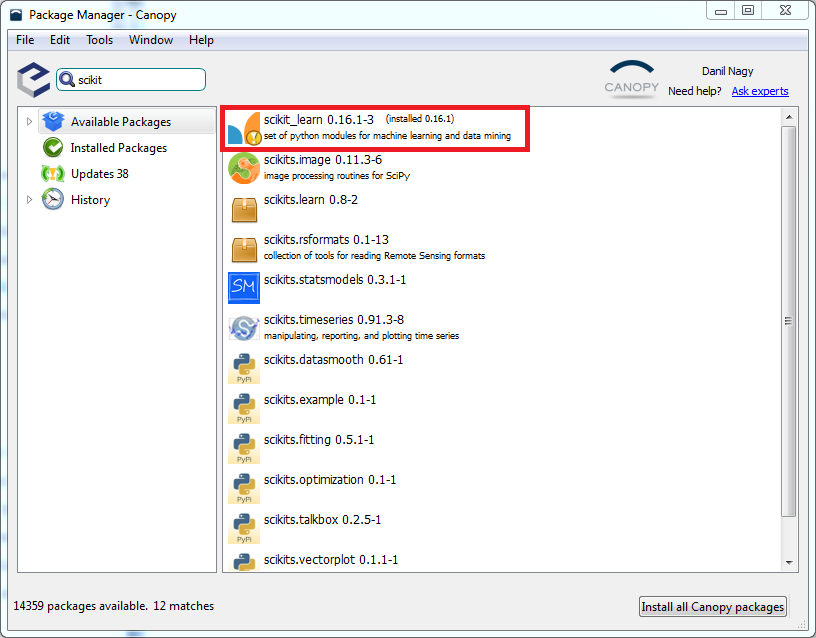 Package Manager - Canopy
File Edit Tools Window Help
scikit
CANOPY
Danil Nagy
Need help? Ask experts
Available Packages
Installed Packages
Updates 38
History
scikit_learn 0.16.1-3 (installed 0.16.1)
set of python modules for machine learning and data mining
scikits.image 0.11.3-6
image processing routines for SciPy
scikits.learn 0.8-2
scikits.rsformats 0.1-13
collection of tools for reading Remote Sensing formats
SM
scikits.statsmodels 0.3.1-1
scikits.timeseries 0.91.3-8
manipulating, reporting, and plotting time series
scikits.datasmooth 0.61-1
PyPi
scikits.example 0.1-1
PyPi
scikits.fitting 0.5.1-1
PyPi
scikits.optimization 0.1-1
PyPi
scikits.talkbox 0.2.5-1
PyPi
scikits.vectorplot 0.1.1-1
14359 packages available. 12 matches
Install all Canopy packages